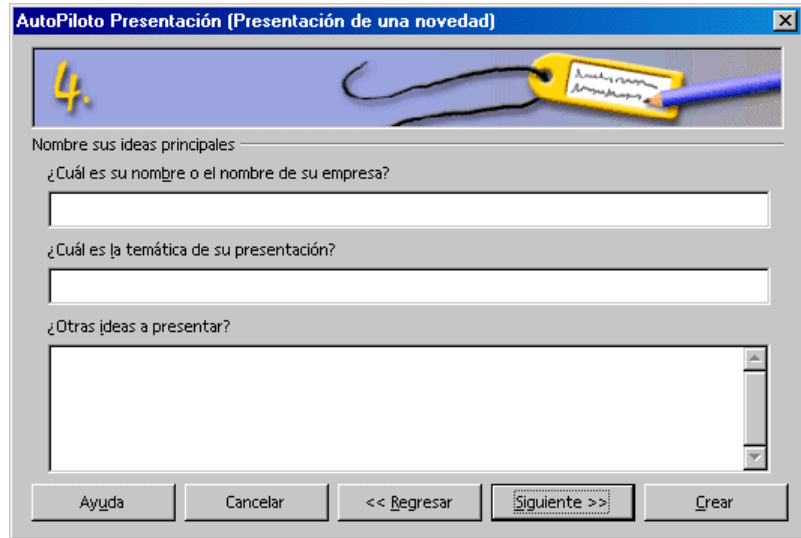 AutoPiloto Presentación (Presentación de una novedad)
4.
Nombre sus ideas principales
¿Cuál es su nombre o el nombre de su empresa?
¿Cuál es la temática de su presentación?
¿Otras ideas a presentar?
Ayuda Cancelar << Regresar Siguiente >> Crear